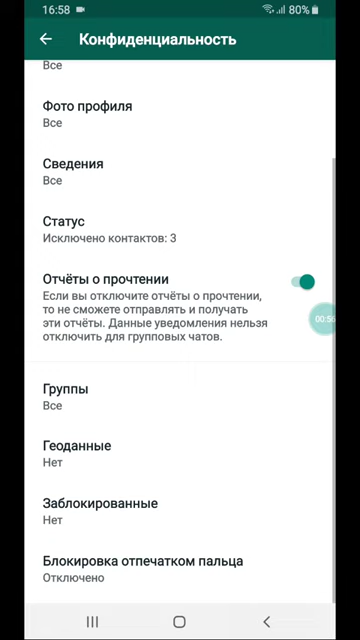 16:58 80%
Конфиденциальность
Все
Фото профиля
Все
Сведения
Все
Статус
Исключено контактов: 3
Отчёты о прочтении
Если вы отключите отчёты о прочтении,
то не сможете отправлять и получать
эти отчёты. Данные уведомления нельзя
отключить для групповых чатов.
00:56
Группы
Все
Геоданные
Нет
Заблокированные
Нет
Блокировка отпечатком пальца
Отключено